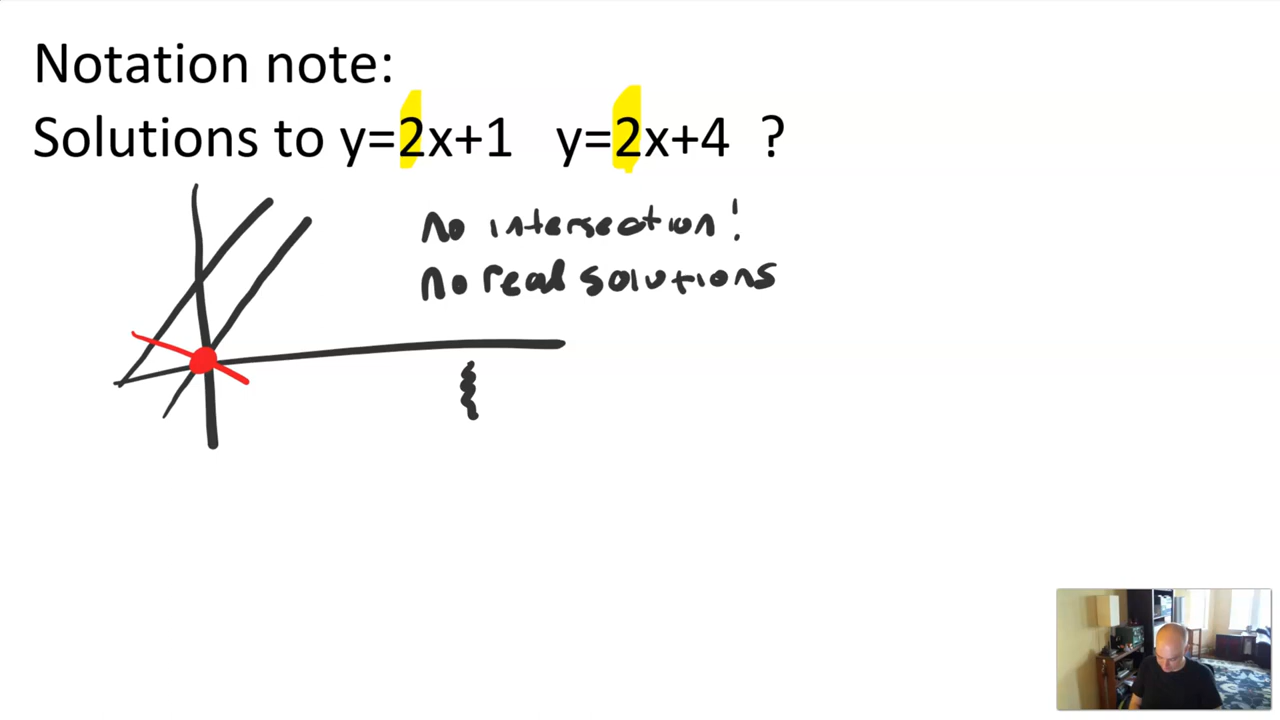 Notation note:
Solutions to y=2x+1 y=2x+4 ?
No intersection!
No real solutions
{